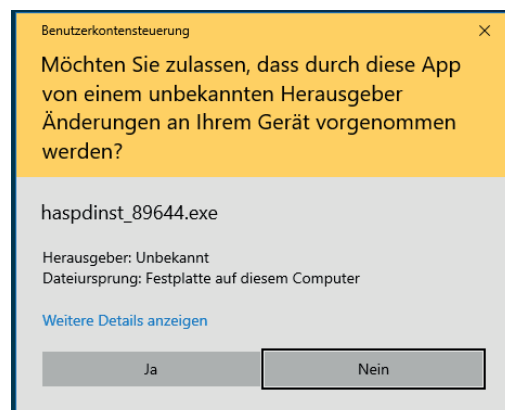 Benutzerkontensteuerung
Möchten Sie zulassen, dass durch diese App
von einem unbekannten Herausgeber
Änderungen an Ihrem Gerät vorgenommen
werden?
haspdinst_89644.exe
Herausgeber: Unbekannt
Dateiursprung: Festplatte auf diesem Computer
Weitere Details anzeigen
Ja
Nein